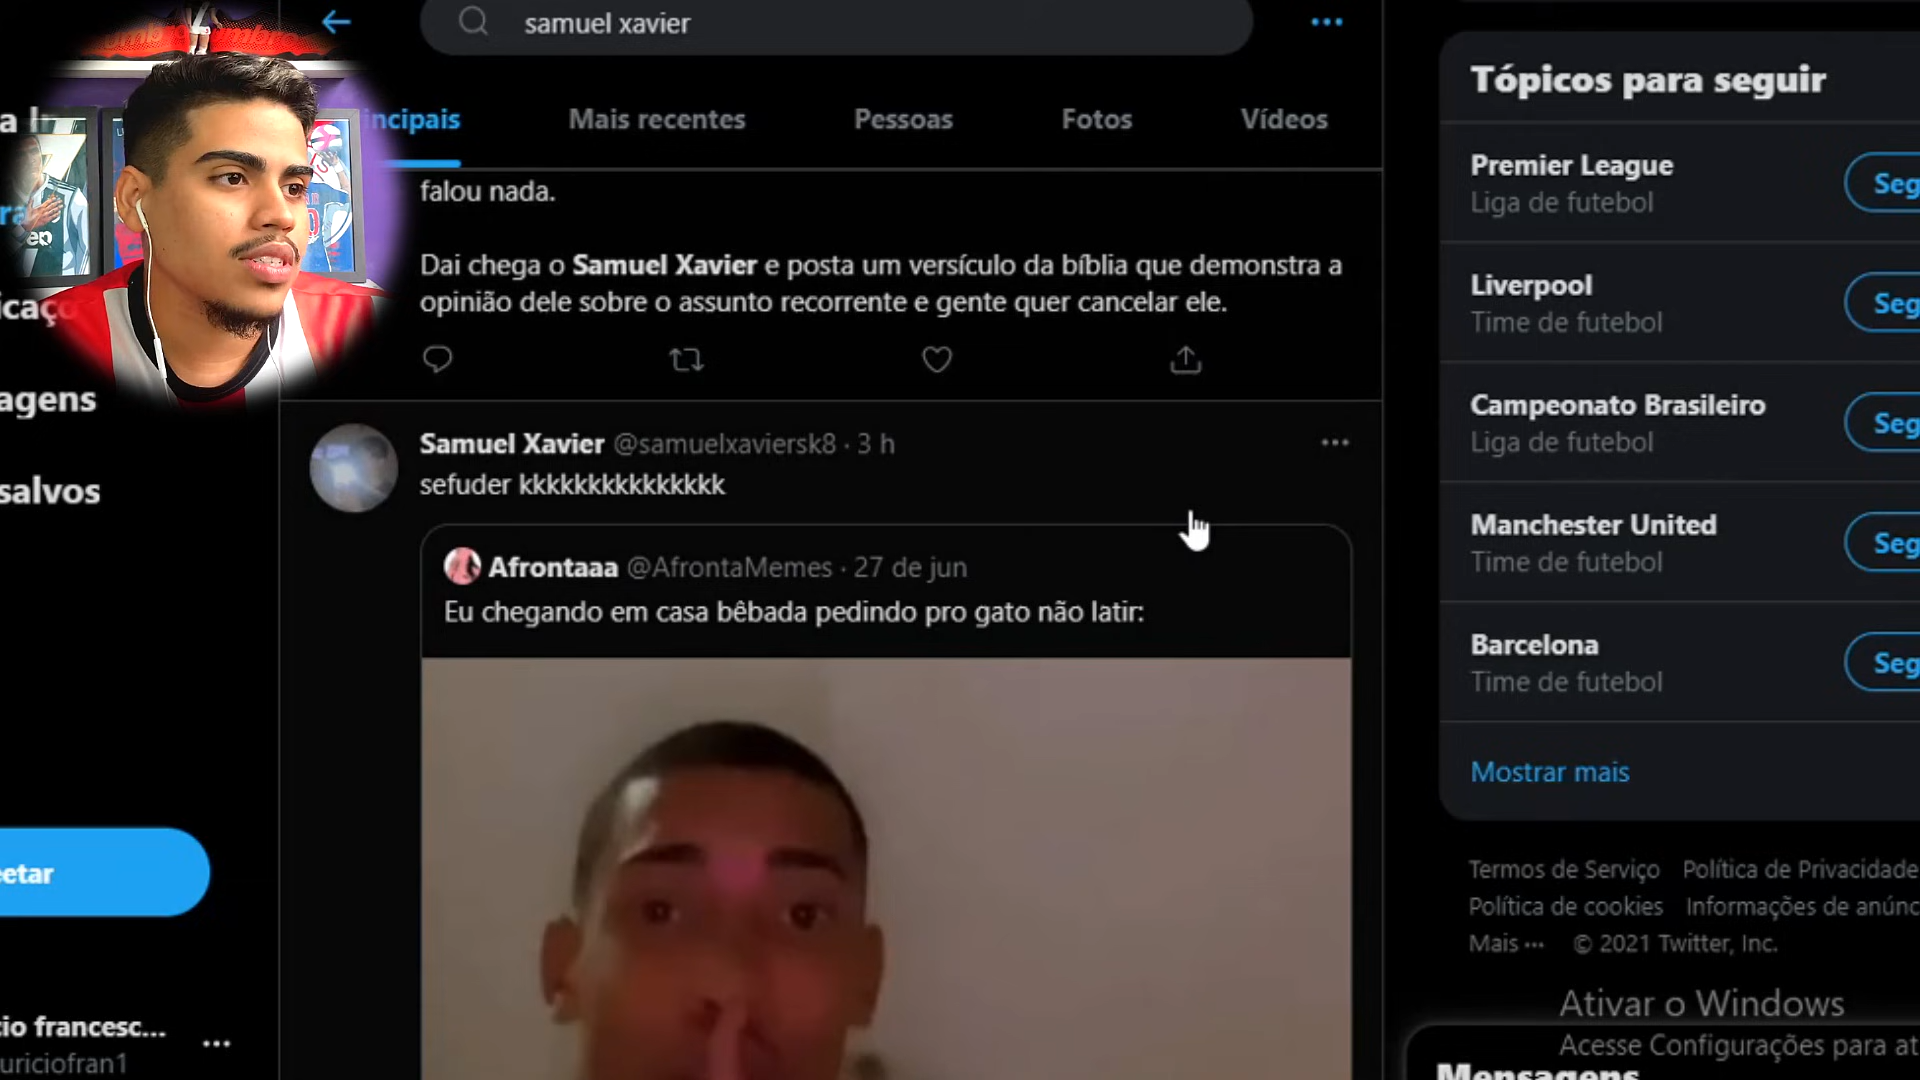 samuel xavier
ncipais
Mais recentes
Pessoas
Fotos
Vídeos
falou nada.
Dai chega o Samuel Xavier e posta um versículo da bíblia que demonstra a
opinião dele sobre o assunto recorrente e gente quer cancelar ele.
Samuel Xavier @samuelxaviersk8 · 3 h
sefuder kkkkkkkkkkkkkkk
Afrontaaa @AfrontaMemes · 27 de jun
Eu chegando em casa bêbada pedindo pro gato não latir:
icaç
agens
salvos
etar
io francesc...
uriciofran1
Tópicos para seguir
Premier League
Liga de futebol
Seg
Liverpool
Time de futebol
Seg
Campeonato Brasileiro
Liga de futebol
Seg
Manchester United
Time de futebol
Seg
Barcelona
Time de futebol
Seg
Mostrar mais
Termos de Serviço Política de Privacidade
Política de cookies Informações de anúnc
Mais ··· © 2021 Twitter, Inc.
Ativar o Windows
Acesse Configurações para at
Mensagens